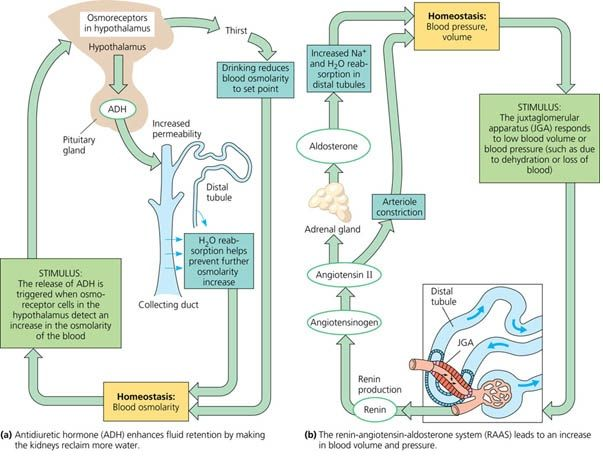 Osmoreceptors
in hypothalamus
Hypothalamus
Thirst
Drinking reduces
blood osmolarity
to set point
ADH
Pituitary
gland
Increased
permeability
Distal
tubule
H2O reab-
sorption helps
prevent further
osmolarity
increase
Collecting duct
STIMULUS:
The release of ADH is
triggered when osmo-
receptor cells in the
hypothalamus detect an
increase in the osmolarity
of the blood
Homeostasis:
Blood osmolarity
(a) Antidiuretic hormone (ADH) enhances fluid retention by making
the kidneys reclaim more water.
Homeostasis:
Blood pressure,
volume
Increased Na+
and H2O reab-
sorption in
distal tubules
STIMULUS:
The juxtaglomerular
apparatus (JGA) responds
to low blood volume or
blood pressure (such as due
to dehydration or loss of
blood)
Aldosterone
Adrenal gland
Arteriole
constriction
Angiotensin II
Angiotensinogen
Distal
tubule
JGA
Renin
production
Renin
(b) The renin-angiotensin-aldosterone system (RAAS) leads to an increase
in blood volume and pressure.